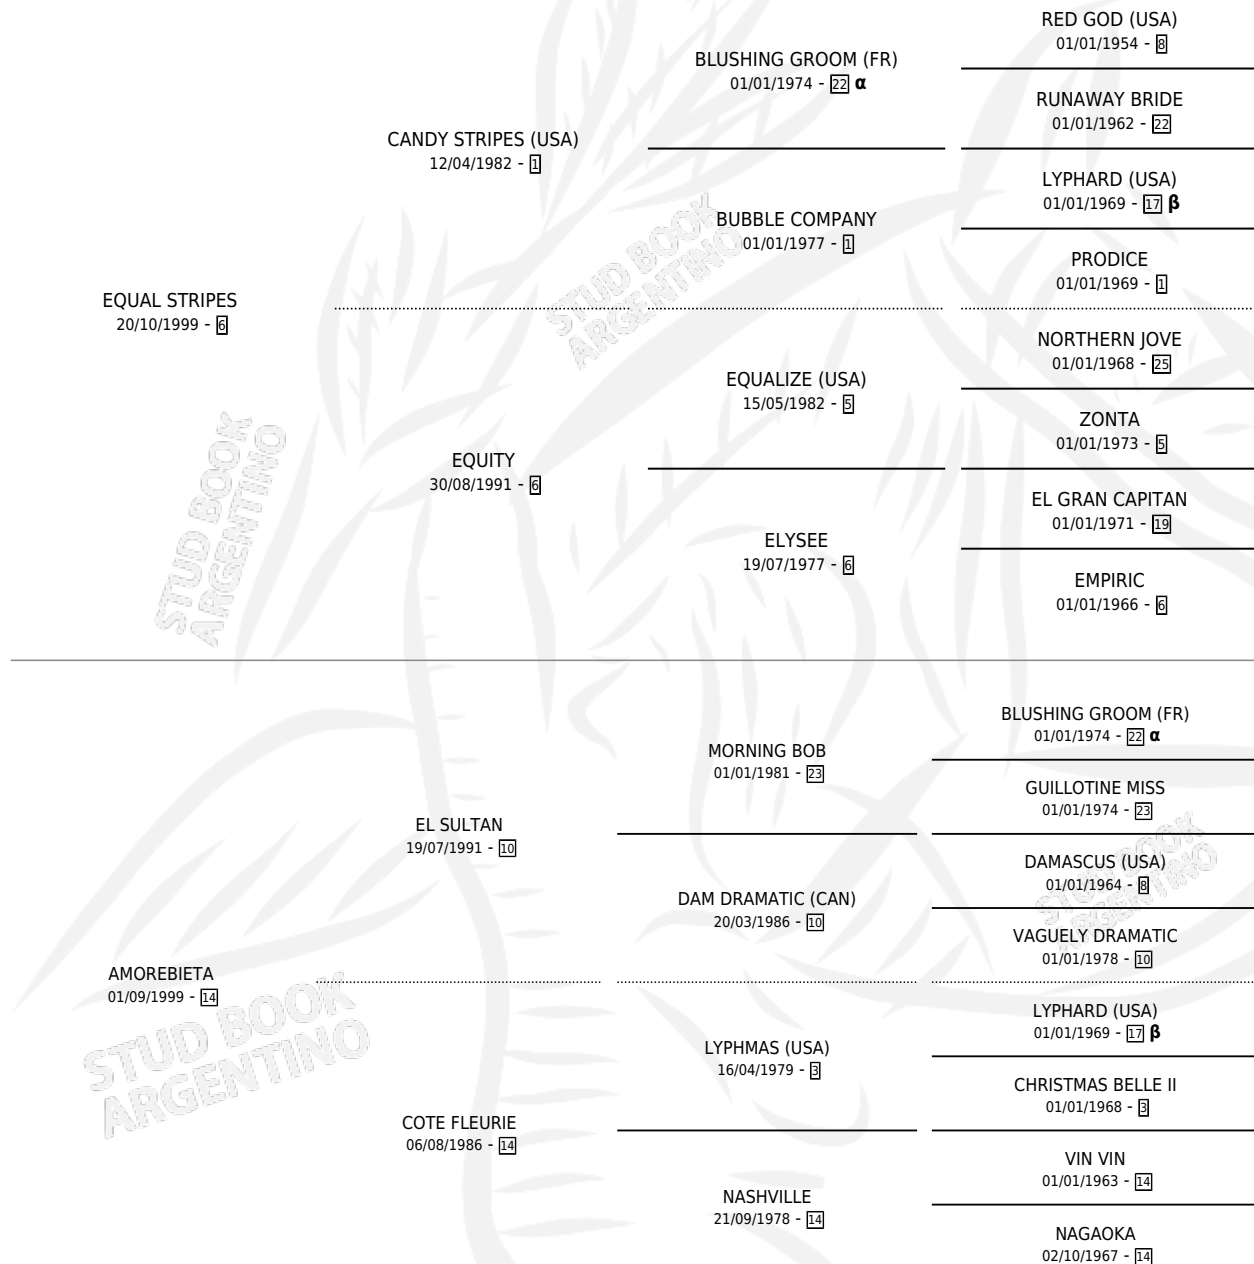 RED GOD (USA)
01/01/1954 - 8
BLUSHING GROOM (FR)
01/01/1974 - 22 α
RUNAWAY BRIDE
01/01/1962 - 22
CANDY STRIPES (USA)
12/04/1982 - 1
LYPHARD (USA)
01/01/1969 - 17 β
BUBBLE COMPANY
01/01/1977 - 1
PRODICE
01/01/1969 - 1
EQUAL STRIPES
20/10/1999 - 6
NORTHERN JOVE
01/01/1968 - 25
EQUALIZE (USA)
15/05/1982 - 5
ZONTA
01/01/1973 - 5
EQUITY
30/08/1991 - 6
EL GRAN CAPITAN
01/01/1971 - 19
ELYSEE
19/07/1977 - 6
EMPIRIC
01/01/1966 - 6
BLUSHING GROOM (FR)
01/01/1974 - 22 α
MORNING BOB
01/01/1981 - 23
GUILLOTINE MISS
01/01/1974 - 23
EL SULTAN
19/07/1991 - 10
DAMASCUS (USA)
01/01/1964 - 8
DAM DRAMATIC (CAN)
20/03/1986 - 10
VAGUELY DRAMATIC
01/01/1978 - 10
AMOREBIETA
01/09/1999 - 14
LYPHARD (USA)
01/01/1969 - 17 β
LYPHMAS (USA)
16/04/1979 - 3
CHRISTMAS BELLE II
01/01/1968 - 3
COTE FLEURIE
06/08/1986 - 14
VIN VIN
01/01/1963 - 14
NASHVILLE
21/09/1978 - 14
NAGAOKA
02/10/1967 - 14
STUD BOOK
ARGENTINO
STUD BOOK
ARGENTINO
STUD BOOK
ARGENTINO
STUD BOOK
ARGENTINO